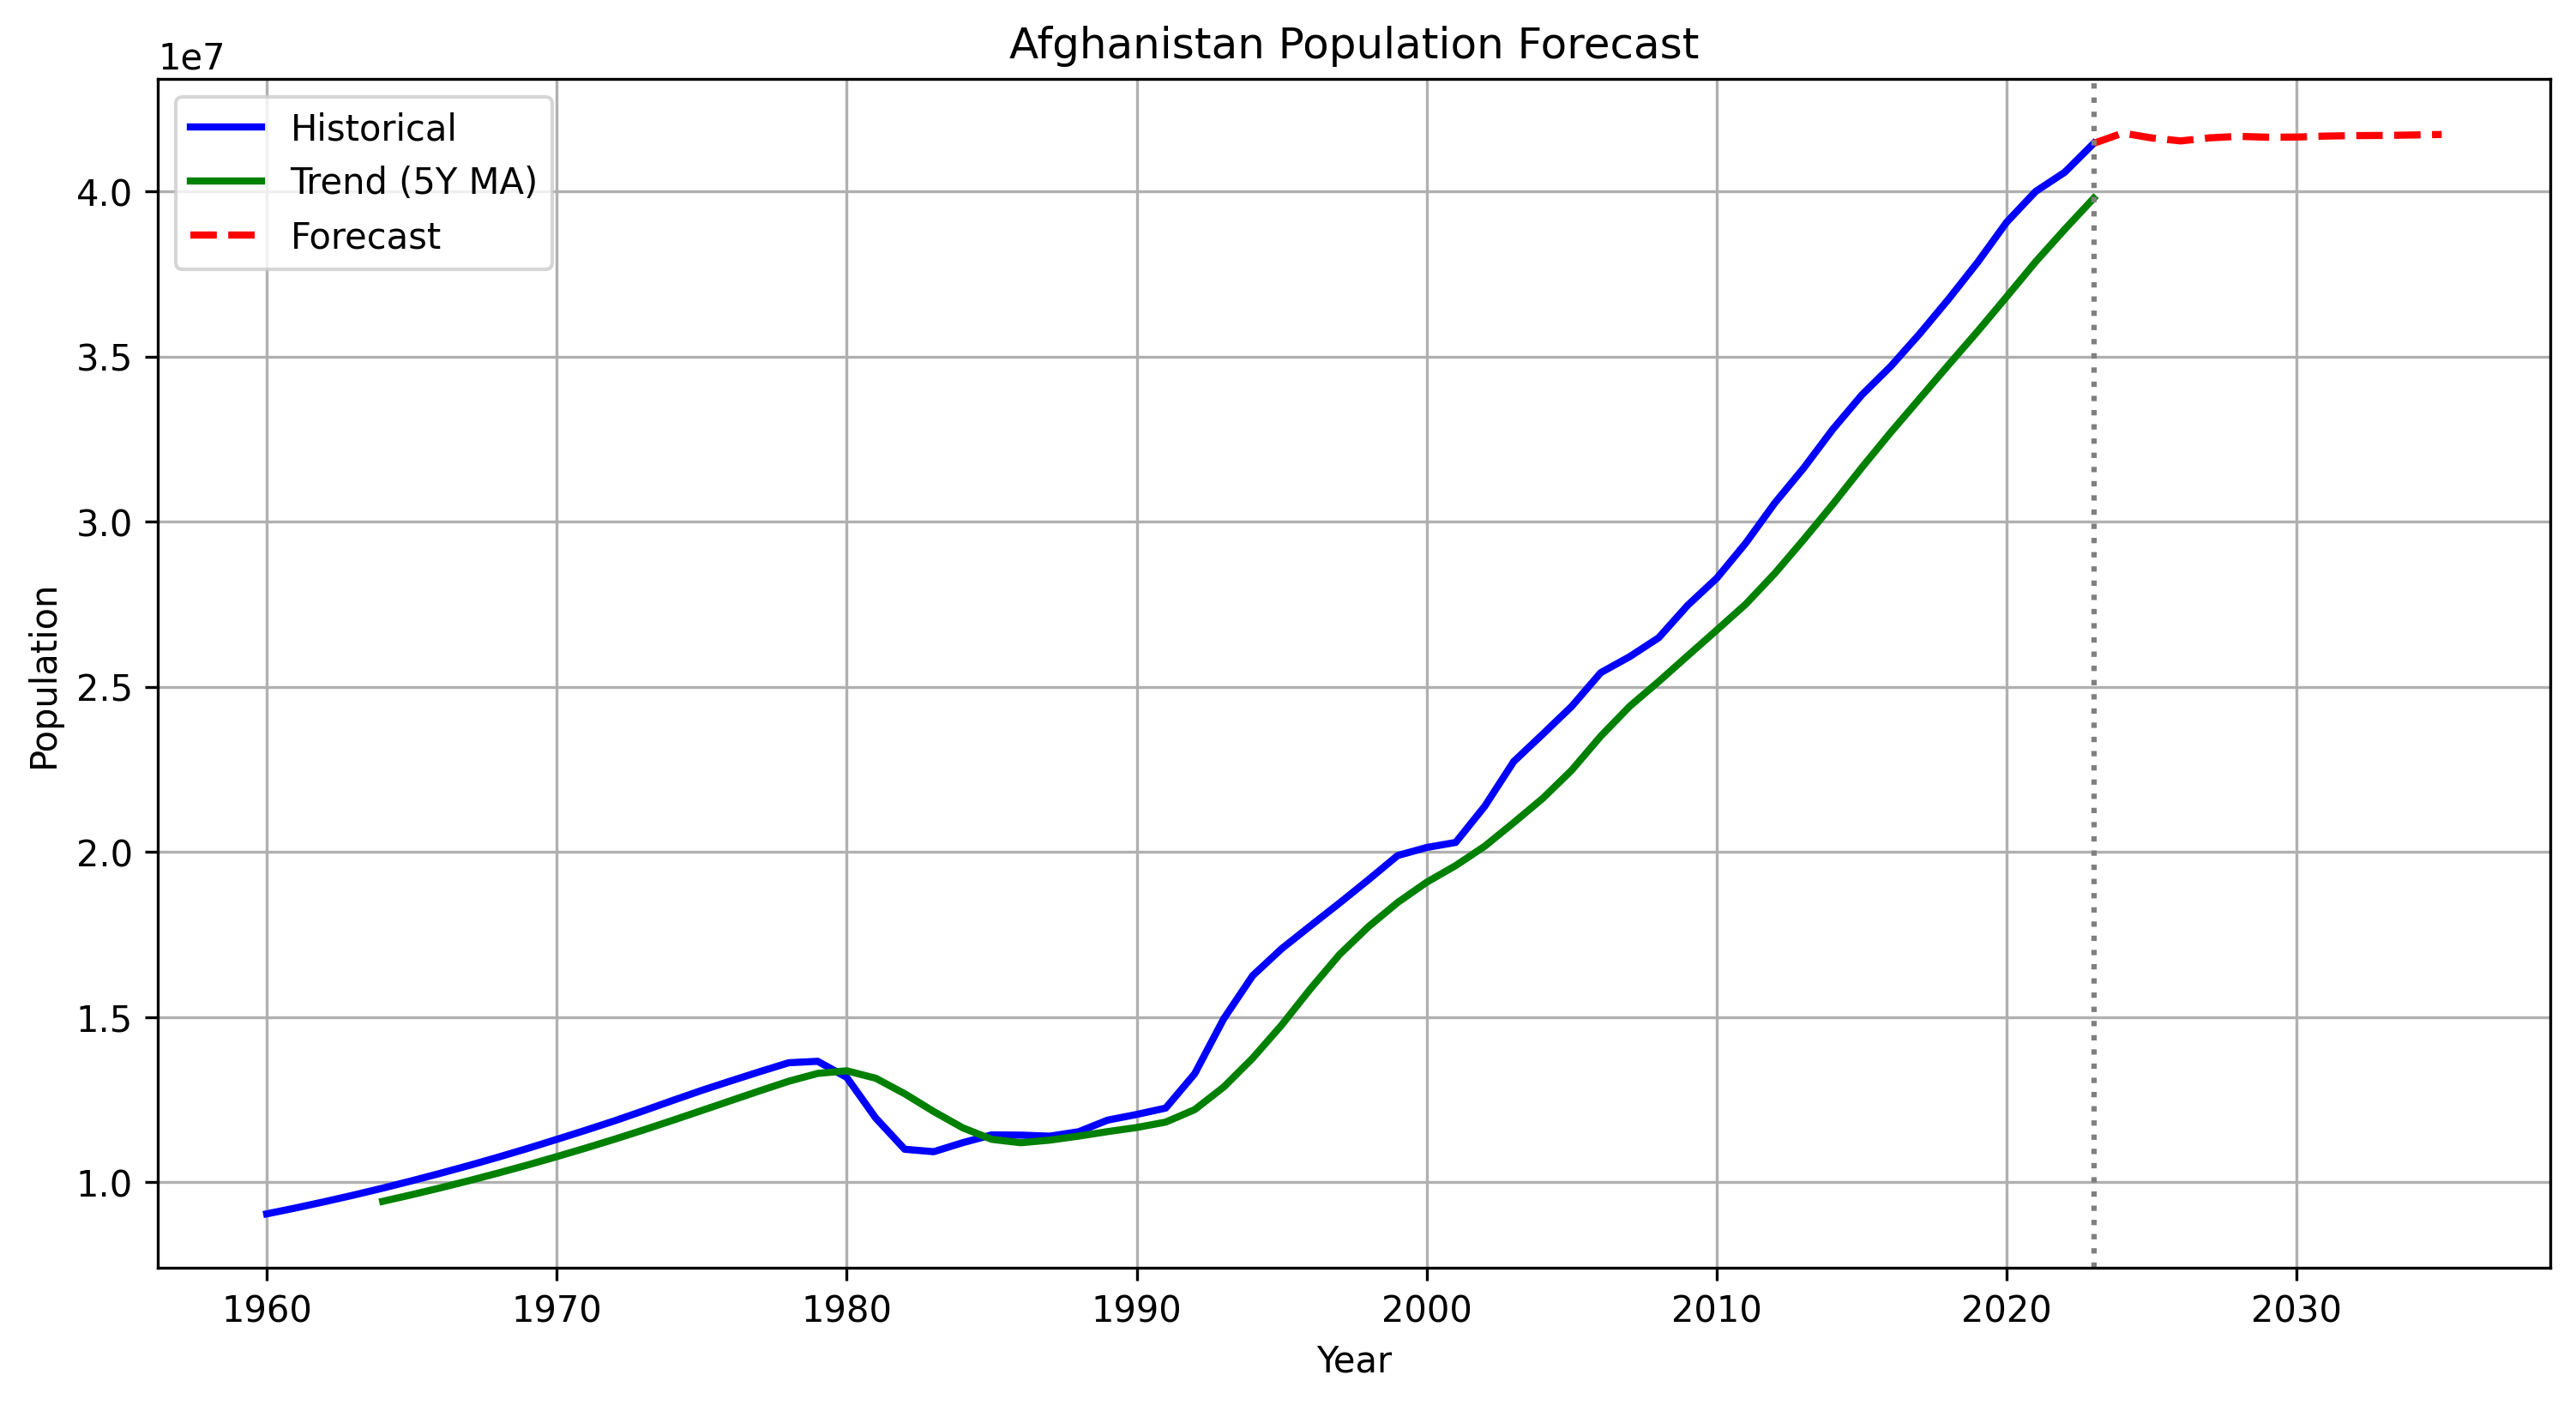 Afghanistan Population Forecast
1e7
Historical
Trend (5Y MA)
Forecast
4.0
3.5
3.0
2.5
2.0
1.5
1.0
Population
1960 1970 1980 1990 2000 2010 2020 2030
Year